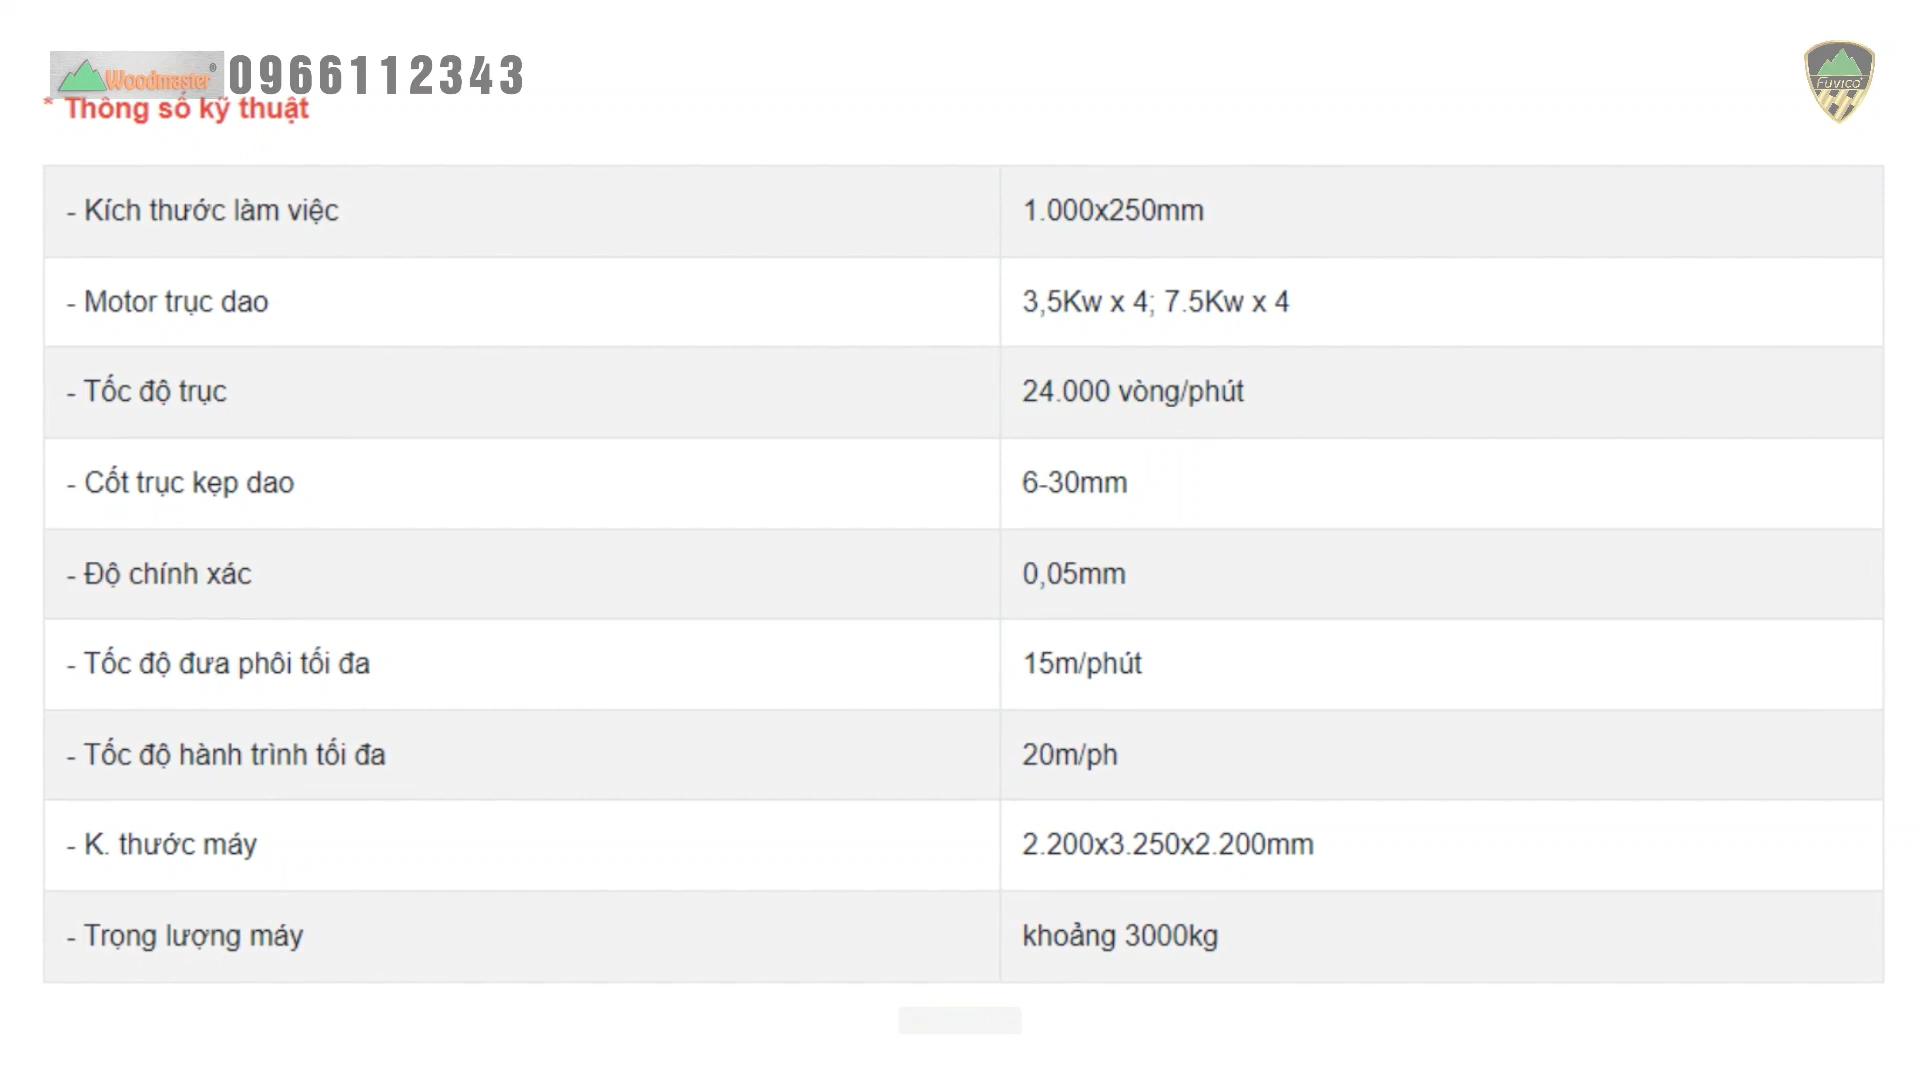 Woodmaster® 0966112343
Fuvico
* Thông số kỹ thuật
- Kích thước làm việc 1.000x250mm
- Motor trục dao 3,5Kw x 4; 7.5Kw x 4
- Tốc độ trục 24.000 vòng/phút
- Cốt trục kẹp dao 6-30mm
- Độ chính xác 0,05mm
- Tốc độ đưa phôi tối đa 15m/phút
- Tốc độ hành trình tối đa 20m/ph
- K. thước máy 2.200x3.250x2.200mm
- Trọng lượng máy khoảng 3000kg